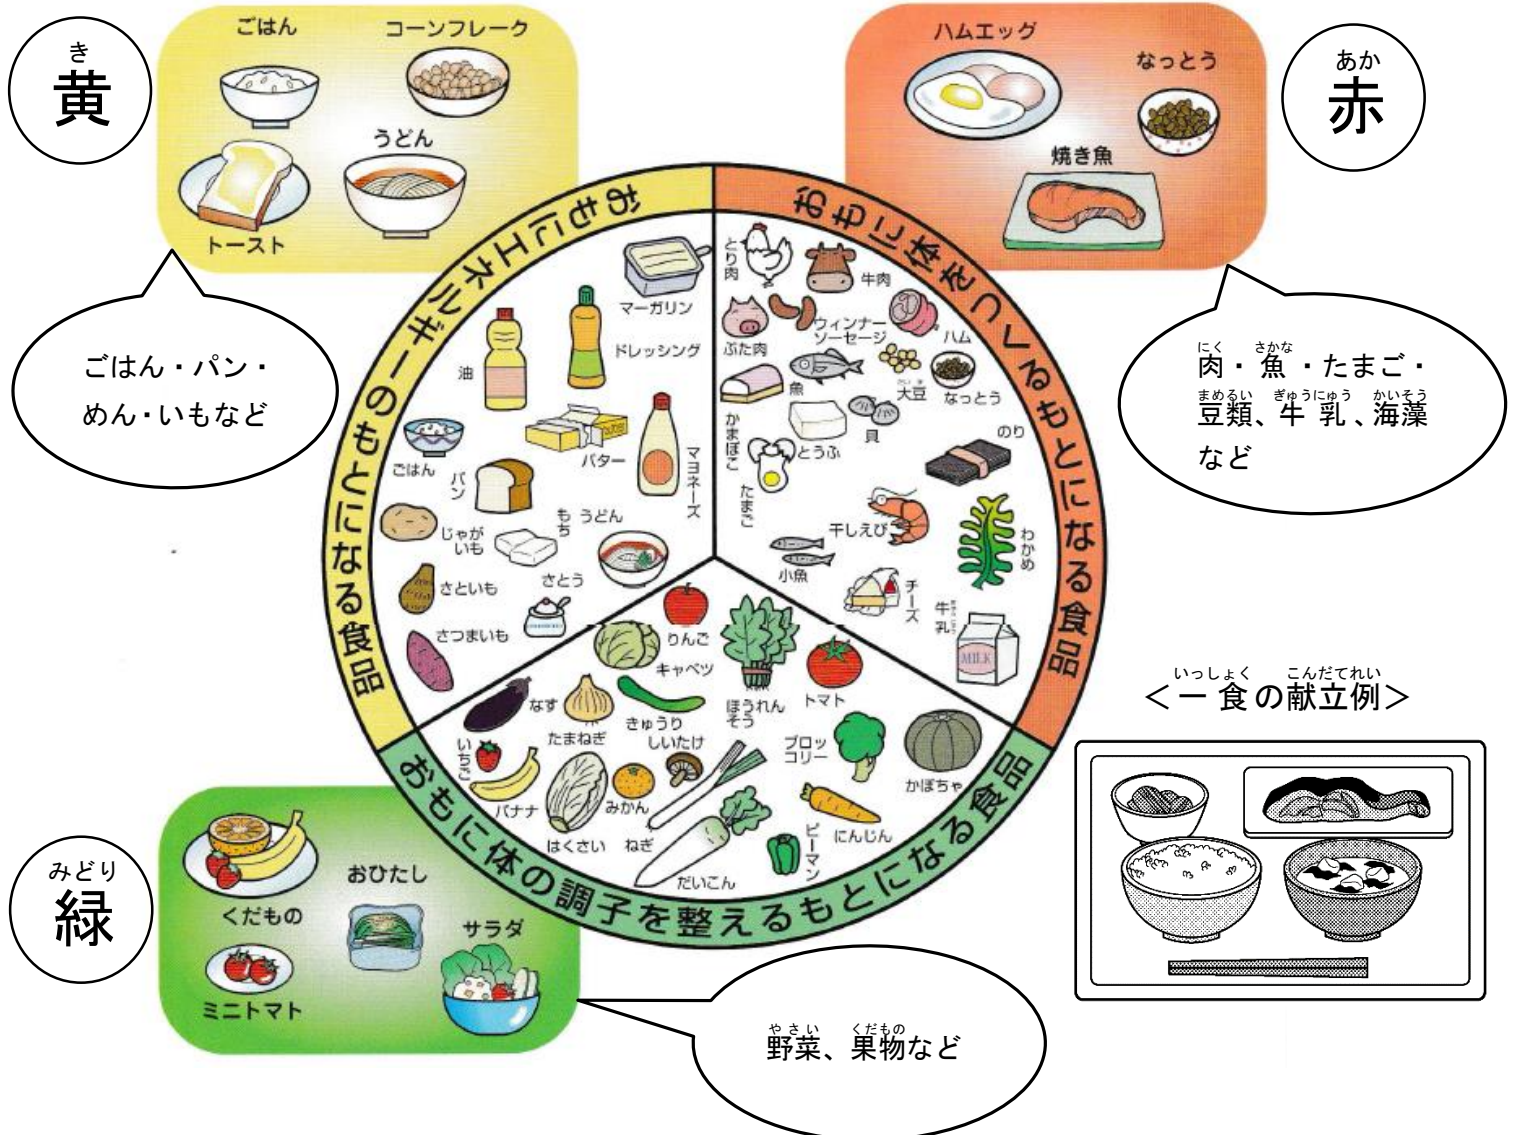 き
黄
ごはん
コーンフレーク
うどん
トースト
ごはん・パン・
めん・いもなど
ハムエッグ
なっとう
焼き魚
あか
赤
にく さかな
肉・魚・たまご・
まめるい ぎゅうにゅう かいそう
豆類、牛乳、海藻
など
おもにエネルギーのもとになる食品
マーガリン
ドレッシング
油
バター
マヨネーズ
ごはん
パン
じゃが
いも
もち
うどん
さといも
さとう
さつまいも
おもに体をつくるもとになる食品
とり肉
牛肉
ぶた肉
ウィンナー
ソーセージ
ハム
魚
大豆
なっとう
かまぼこ
とうふ
貝
のり
たまご
干しえび
わかめ
小魚
チーズ
牛乳
MILK
おもに体の調子を整えるもとになる食品
りんご
キャベツ
ほうれん
そう
トマト
なす
たまねぎ
きゅうり
しいたけ
いちご
バナナ
はくさい
みかん
ねぎ
だいこん
ブロッ
コリー
かぼちゃ
にんじん
ピーマン
みどり
緑
くだもの
おひたし
サラダ
ミニトマト
やさい くだもの
野菜、果物など
いっしょく こんだてれい
＜一食の献立例＞